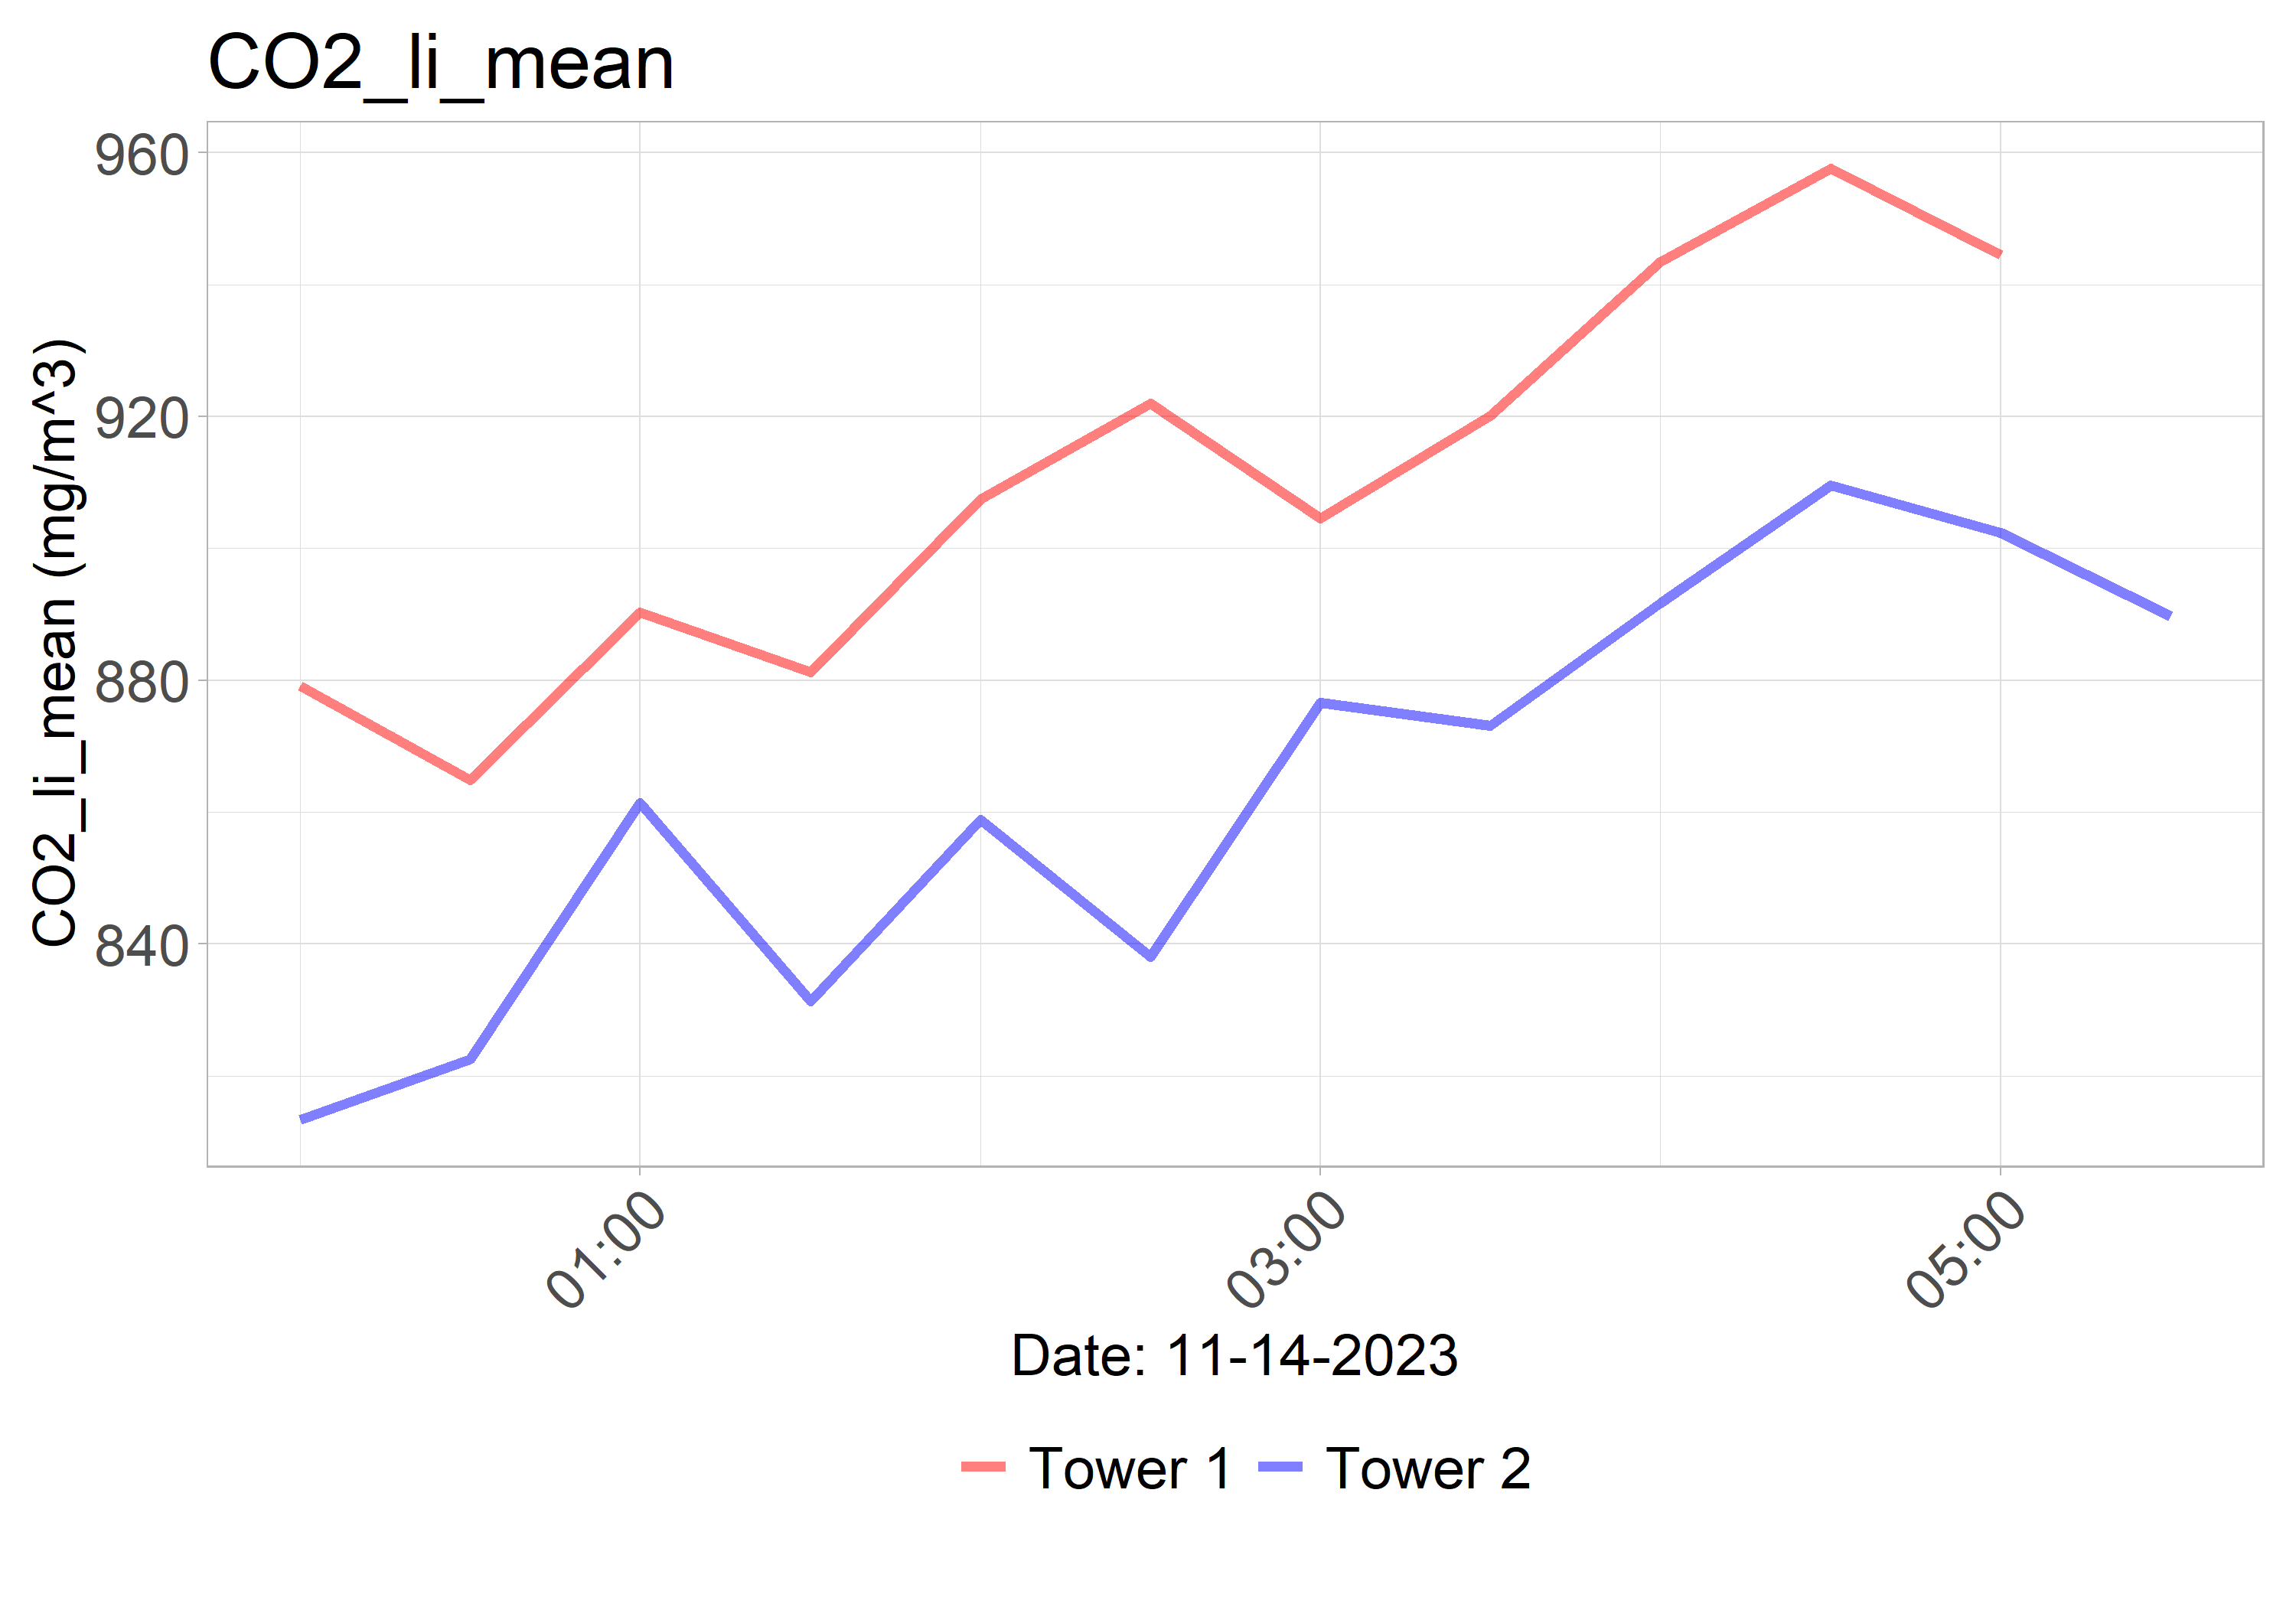 CO2_li_mean
CO2_li_mean (mg/m^3)
960
920
880
840
01:00
03:00
05:00
Date: 11-14-2023
Tower 1
Tower 2